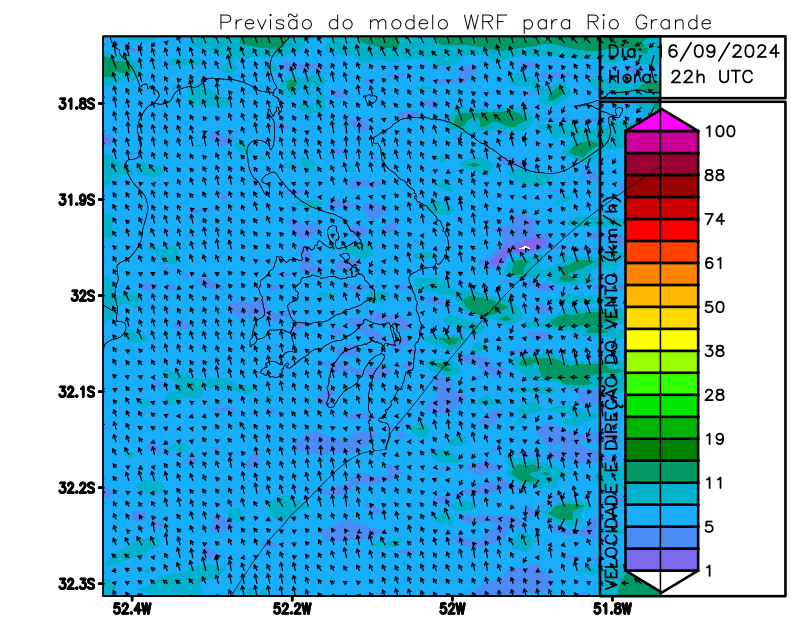 Previsão do modelo WRF para Rio Grande
Dia: 6/09/2024
Hora: 22h UTC
31.8S
31.9S
32S
32.1S
32.2S
32.3S
52.4W
52.2W
52W
51.8W
VELOCIDADE E DIREÇÃO DO VENTO (km/h)
100
88
74
61
50
38
28
19
11
5
1